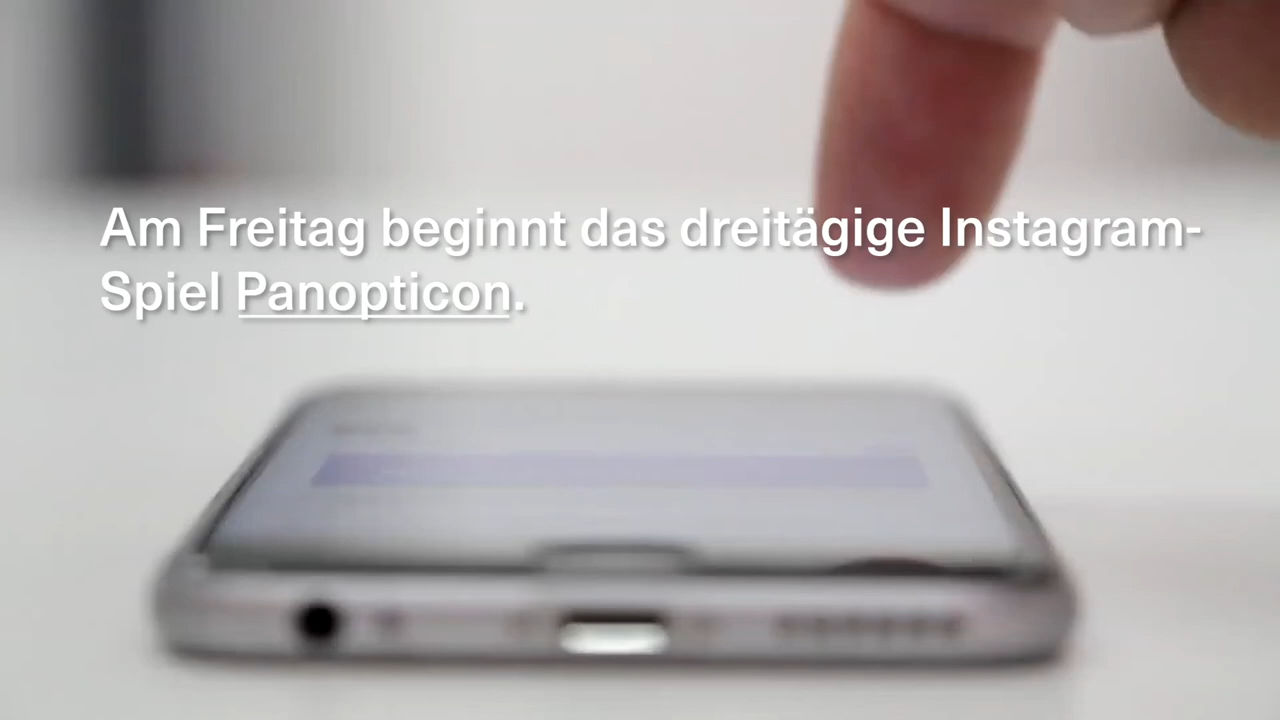 Am Freitag beginnt das dreitägige Instagram-
Spiel Panopticon.